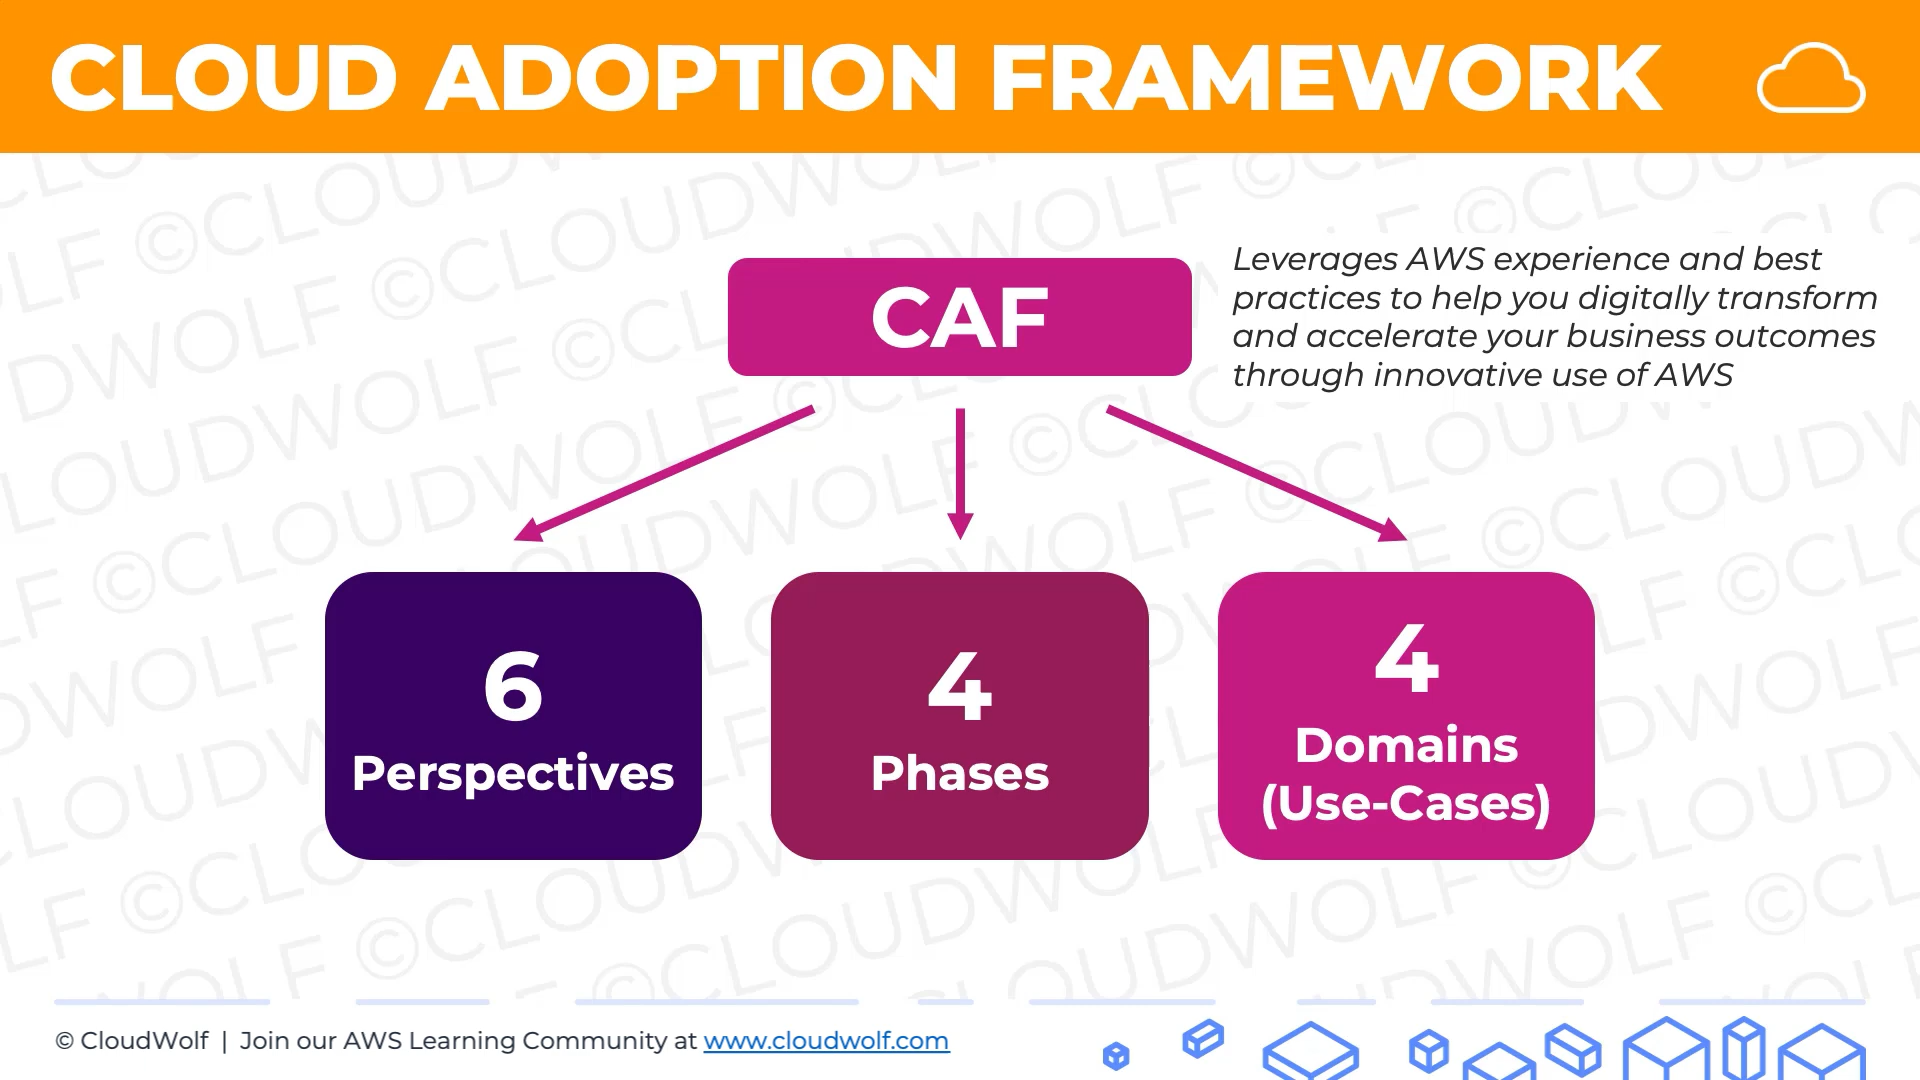 CLOUD ADOPTION FRAMEWORK
CAF
Leverages AWS experience and best
practices to help you digitally transform
and accelerate your business outcomes
through innovative use of AWS
6
Perspectives
4
Phases
4
Domains
(Use-Cases)
© CloudWolf | Join our AWS Learning Community at www.cloudwolf.com
©CLOUDWOLF